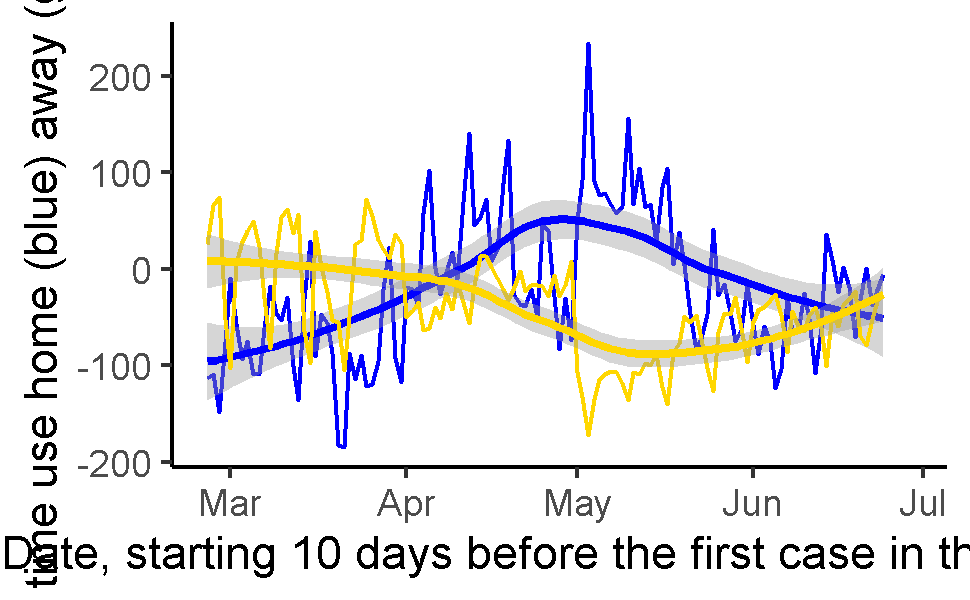 time use home (blue) away (
200
100
0
-100
-200
Mar Apr May Jun Jul
Date, starting 10 days before the first case in th